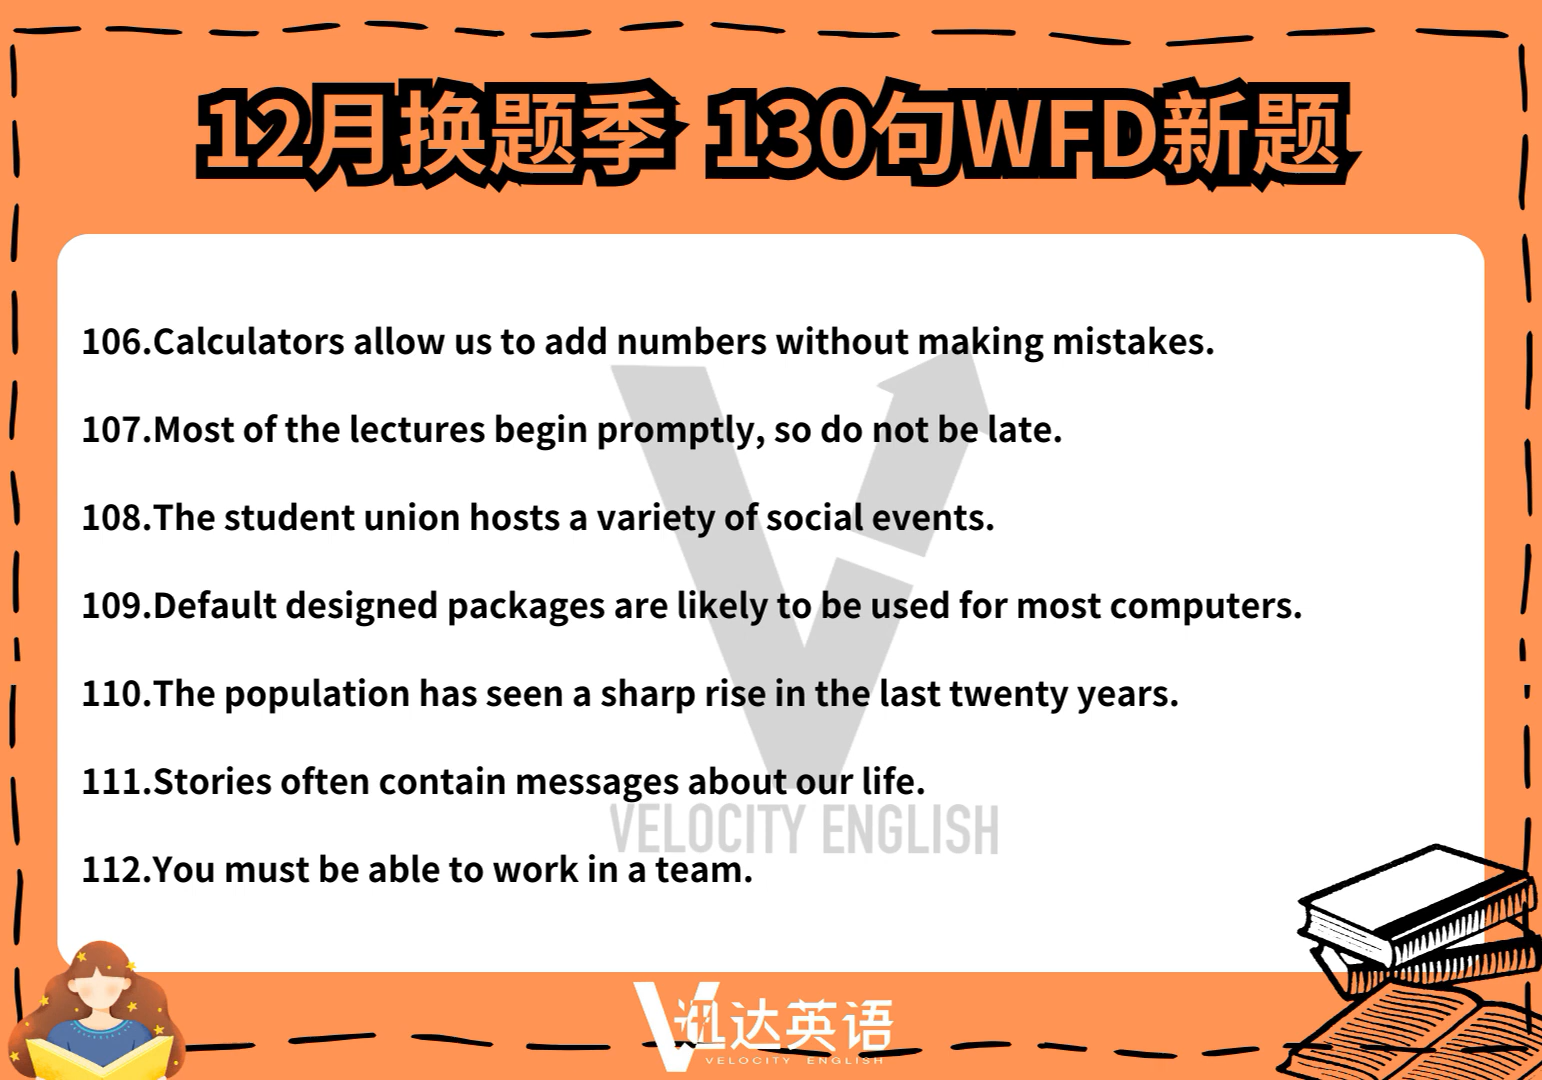 12月换题季 130句WFD新题
106.Calculators allow us to add numbers without making mistakes.
107.Most of the lectures begin promptly, so do not be late.
108.The student union hosts a variety of social events.
109.Default designed packages are likely to be used for most computers.
110.The population has seen a sharp rise in the last twenty years.
111.Stories often contain messages about our life.
VELOCITY ENGLISH
112.You must be able to work in a team.
迅达英语
VELOCITY ENGLISH